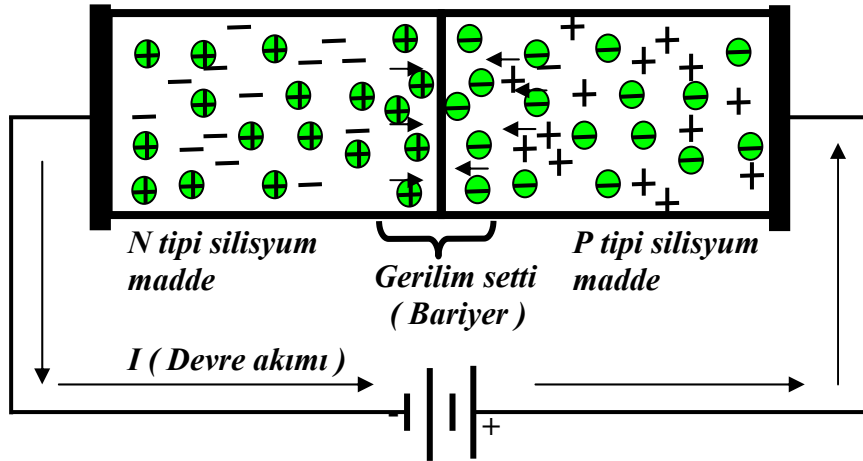 N tipi silisyum
madde
Gerilim setti
( Bariyer )
P tipi silisyum
madde
I ( Devre akımı )
- +